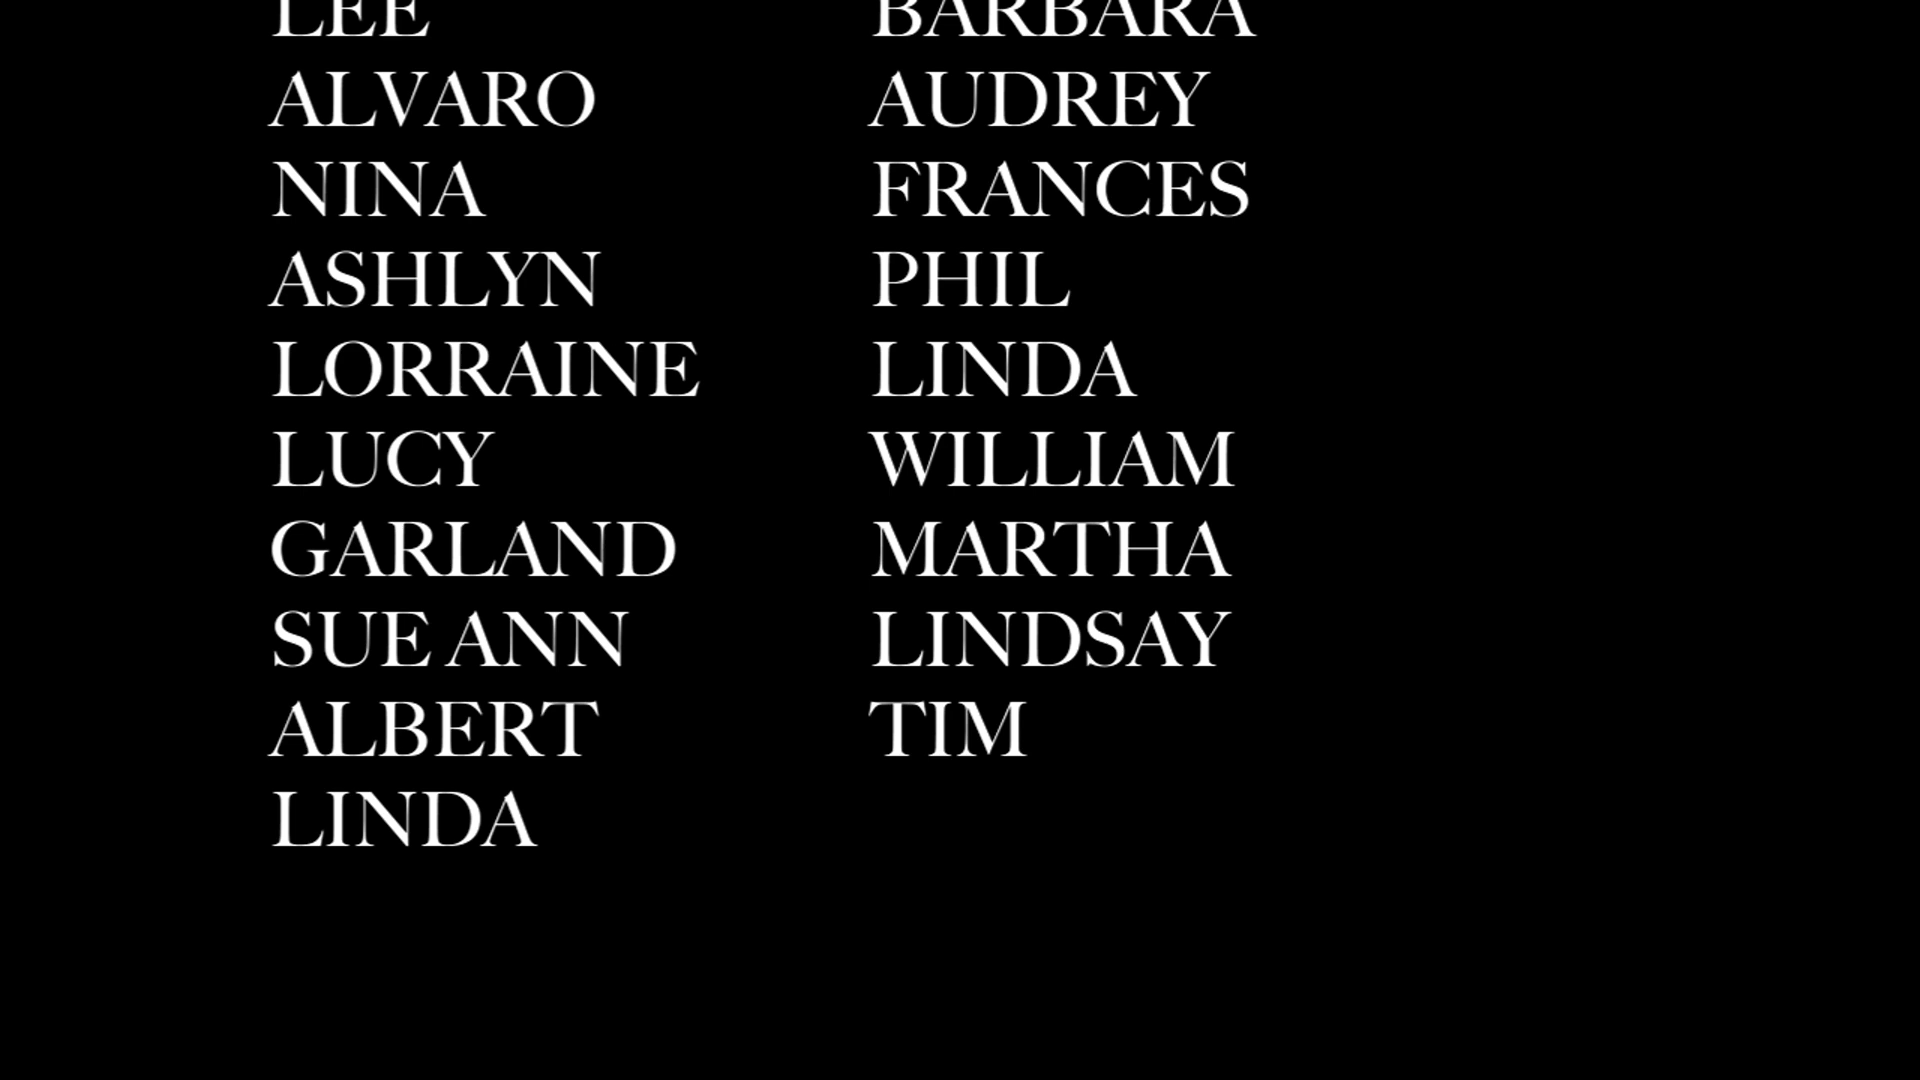 LEE
ALVARO
NINA
ASHLYN
LORRAINE
LUCY
GARLAND
SUE ANN
ALBERT
LINDA
BARBARA
AUDREY
FRANCES
PHIL
LINDA
WILLIAM
MARTHA
LINDSAY
TIM